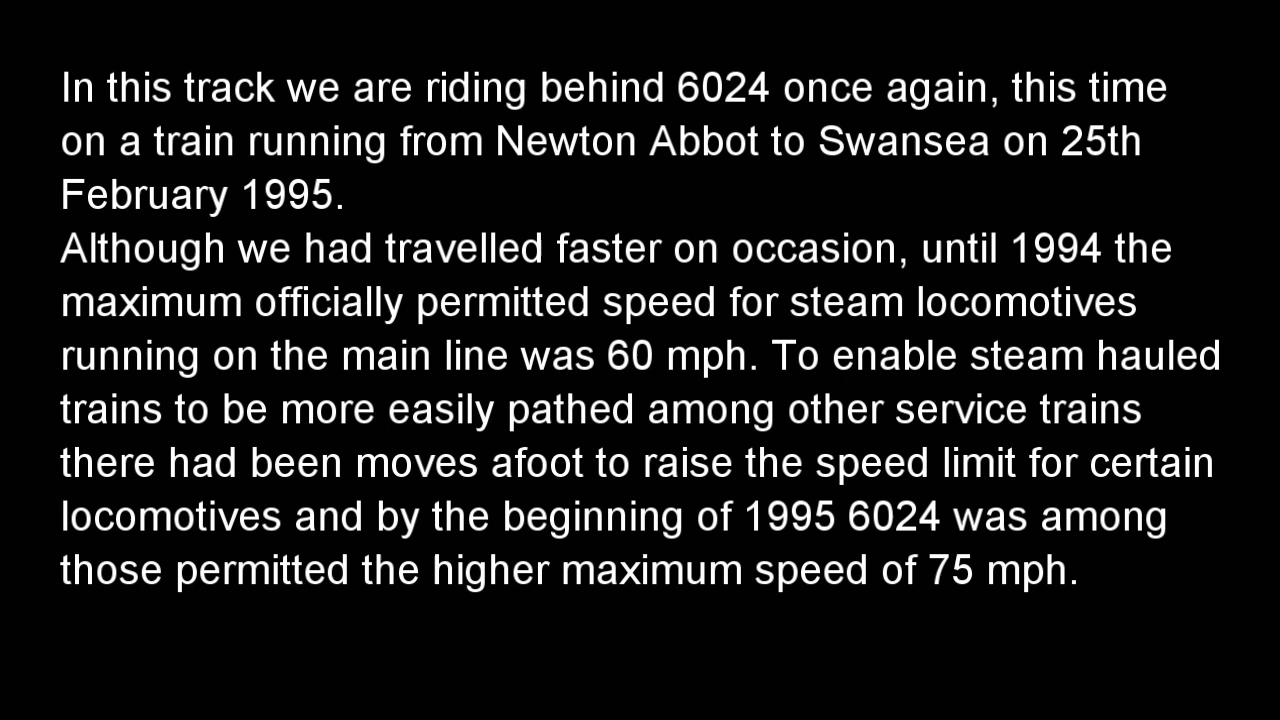 In this track we are riding behind 6024 once again, this time
on a train running from Newton Abbot to Swansea on 25th
February 1995.
Although we had travelled faster on occasion, until 1994 the
maximum officially permitted speed for steam locomotives
running on the main line was 60 mph. To enable steam hauled
trains to be more easily pathed among other service trains
there had been moves afoot to raise the speed limit for certain
locomotives and by the beginning of 1995 6024 was among
those permitted the higher maximum speed of 75 mph.